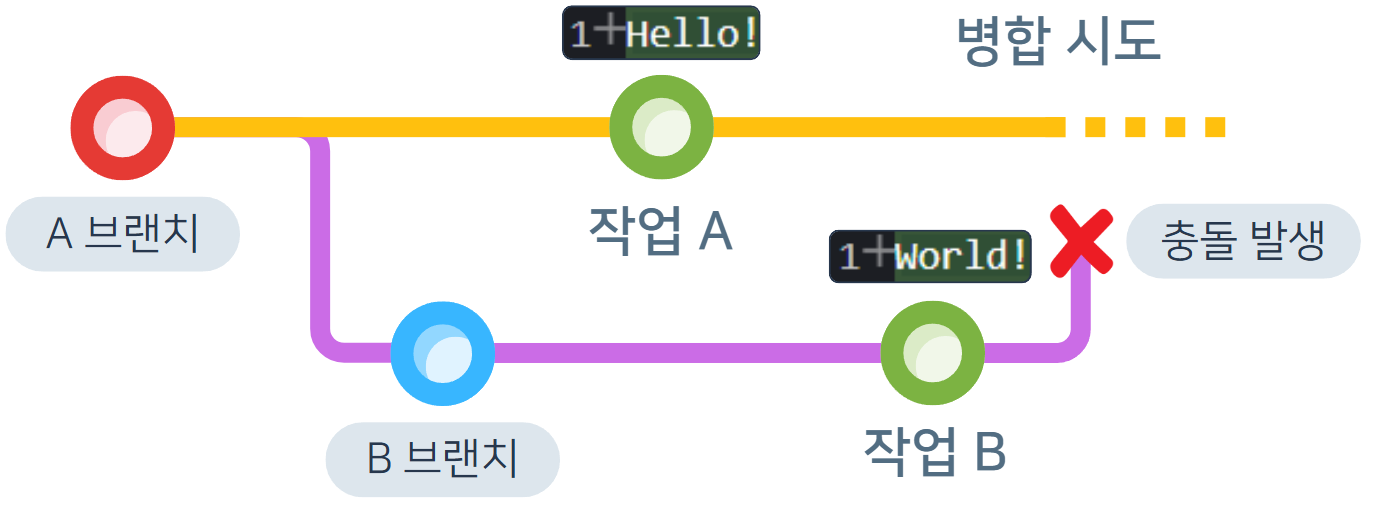 1+Hello!
병합 시도
A 브랜치
작업 A
1+World!
충돌 발생
B 브랜치
작업 B